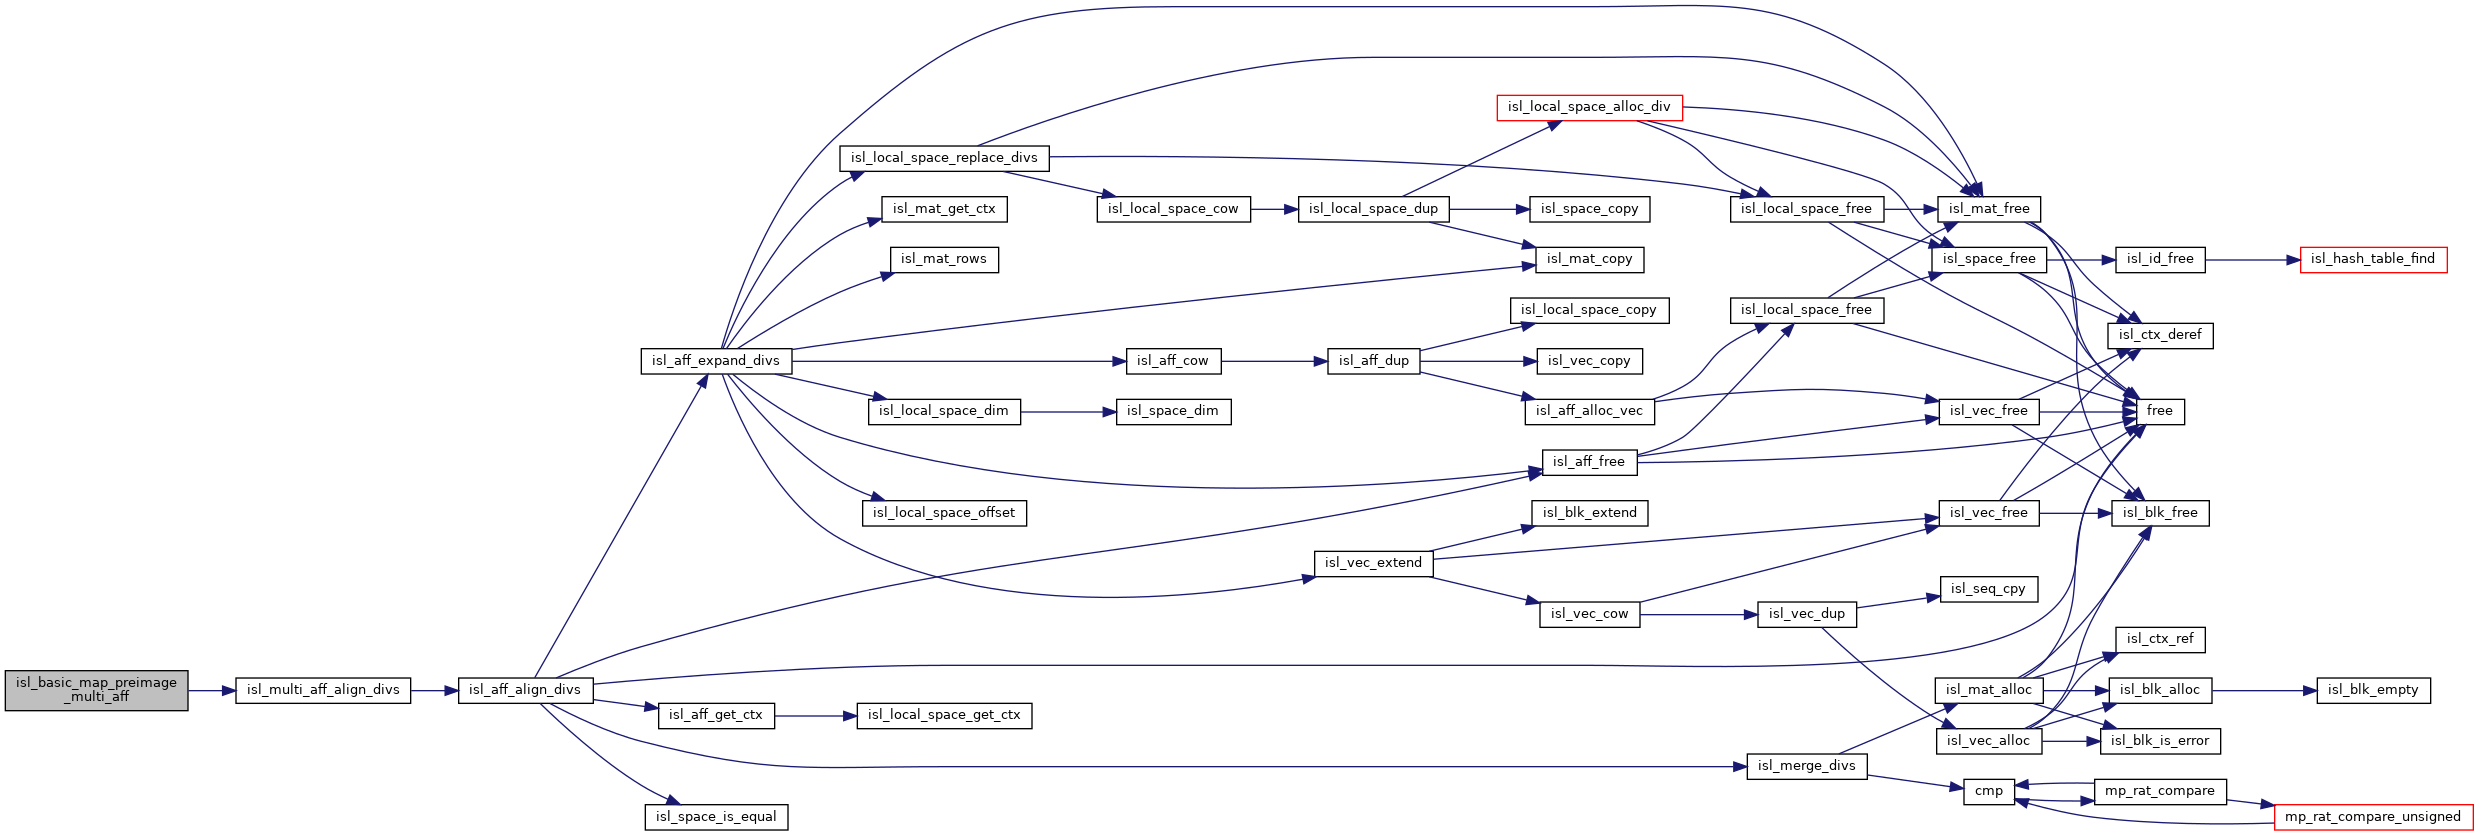 isl_basic_map_preimage
_multi_aff
isl_multi_aff_align_divs
isl_aff_align_divs
isl_aff_expand_divs
isl_aff_get_ctx
isl_space_is_equal
isl_local_space_replace_divs
isl_mat_get_ctx
isl_mat_rows
isl_local_space_dim
isl_local_space_offset
isl_local_space_get_ctx
isl_local_space_cow
isl_aff_cow
isl_space_dim
isl_local_space_dup
isl_aff_dup
isl_vec_extend
isl_local_space_alloc_div
isl_space_copy
isl_mat_copy
isl_local_space_copy
isl_vec_copy
isl_aff_alloc_vec
isl_aff_free
isl_blk_extend
isl_vec_cow
isl_local_space_free
isl_local_space_free
isl_vec_dup
isl_merge_divs
isl_mat_free
isl_space_free
isl_vec_free
isl_vec_free
isl_seq_cpy
isl_mat_alloc
isl_vec_alloc
cmp
isl_id_free
isl_ctx_deref
free
isl_blk_free
isl_ctx_ref
isl_blk_alloc
isl_blk_is_error
mp_rat_compare
isl_hash_table_find
isl_blk_empty
mp_rat_compare_unsigned